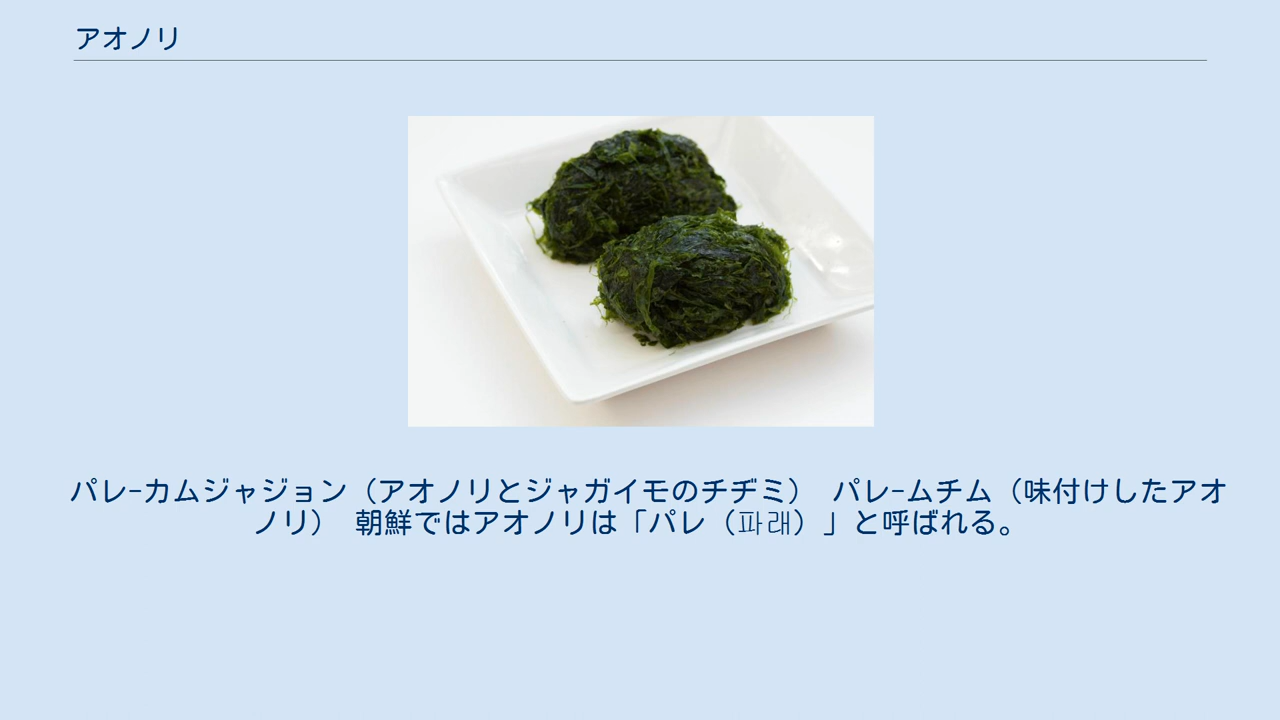 アオノリ
パレ-カムジャジョン（アオノリとジャガイモのチヂミ）　パレ-ムチム（味付けしたアオ
ノリ）　朝鮮ではアオノリは「パレ（파래）」と呼ばれる。